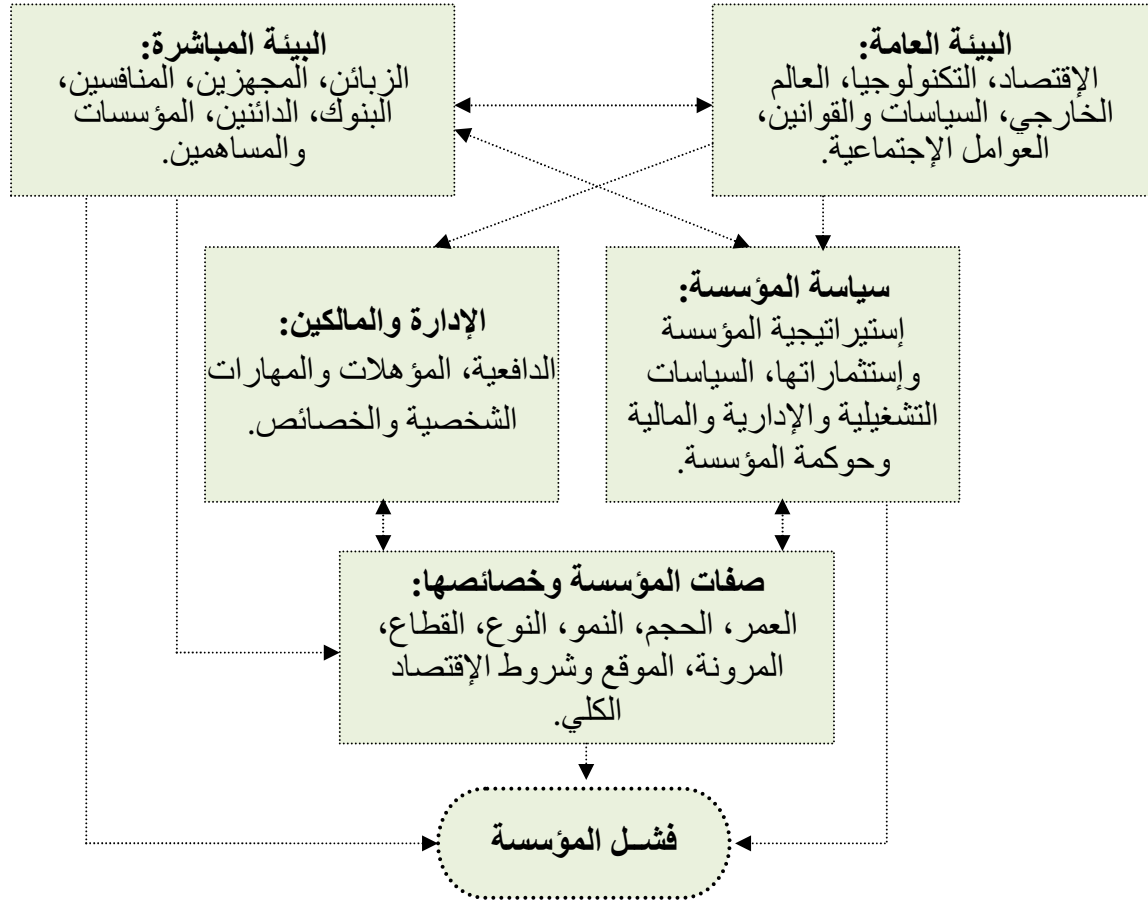 البيئة العامة:
الإقتصاد، التكنولوجيا، العالم
الخارجي، السياسات والقوانين،
العوامل الإجتماعية.
البيئة المباشرة:
الزبائن، المجهزين، المنافسين،
البنوك، الدائنين، المؤسسات
والمساهمين.
سياسة المؤسسة:
إستيراتيجية المؤسسة
وإستثماراتها، السياسات
التشغيلية والإدارية والمالية
وحوكمة المؤسسة.
الإدارة والمالكين:
الدافعية، المؤهلات والمهارات
الشخصية والخصائص.
صفات المؤسسة وخصائصها:
العمر، الحجم، النمو، النوع، القطاع،
المرونة، الموقع وشروط الإقتصاد
الكلي.
فشــل المؤسسة